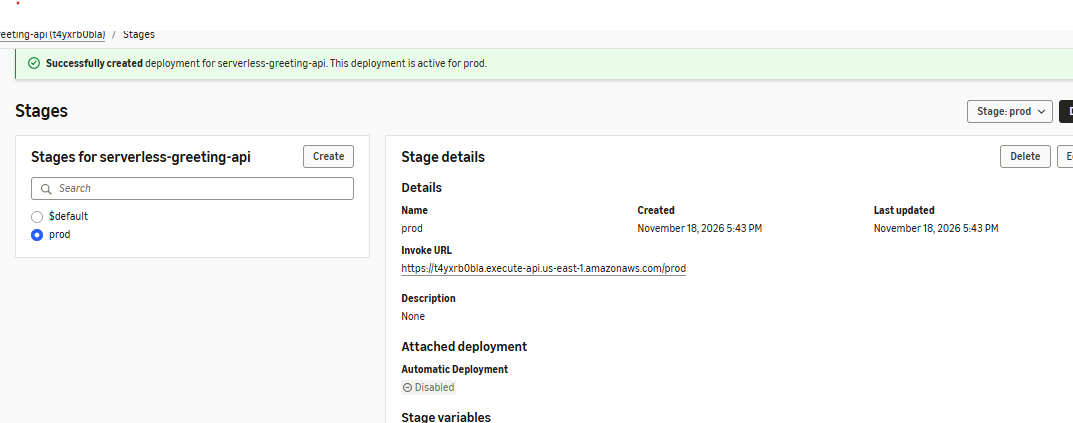 eeting-api (t4yxrb0bla) / Stages
Successfully created deployment for serverless-greeting-api. This deployment is active for prod.
Stages
Stage: prod
Stages for serverless-greeting-api
Create
Search
$default
prod
Stage details
Delete
Details
Name
Created
Last updated
prod
November 18, 2026 5:43 PM
November 18, 2026 5:43 PM
Invoke URL
https://t4yxrb0bla.execute-api.us-east-1.amazonaws.com/prod
Description
None
Attached deployment
Automatic Deployment
Disabled
Stage variables